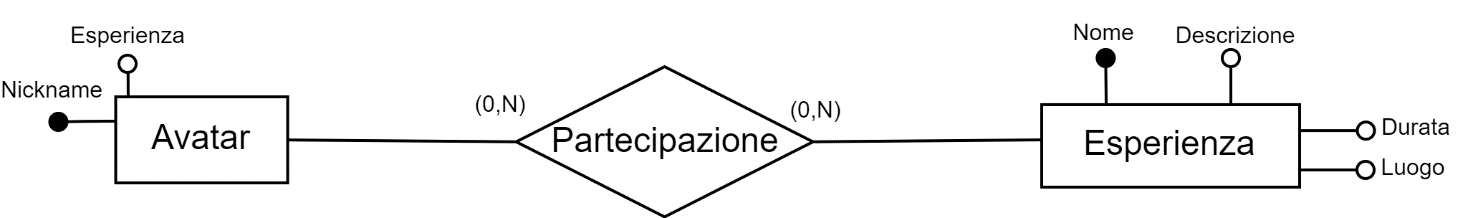 Esperienza
Nickname
Avatar
(0,N)
Partecipazione
(0,N)
Nome
Descrizione
Esperienza
Durata
Luogo